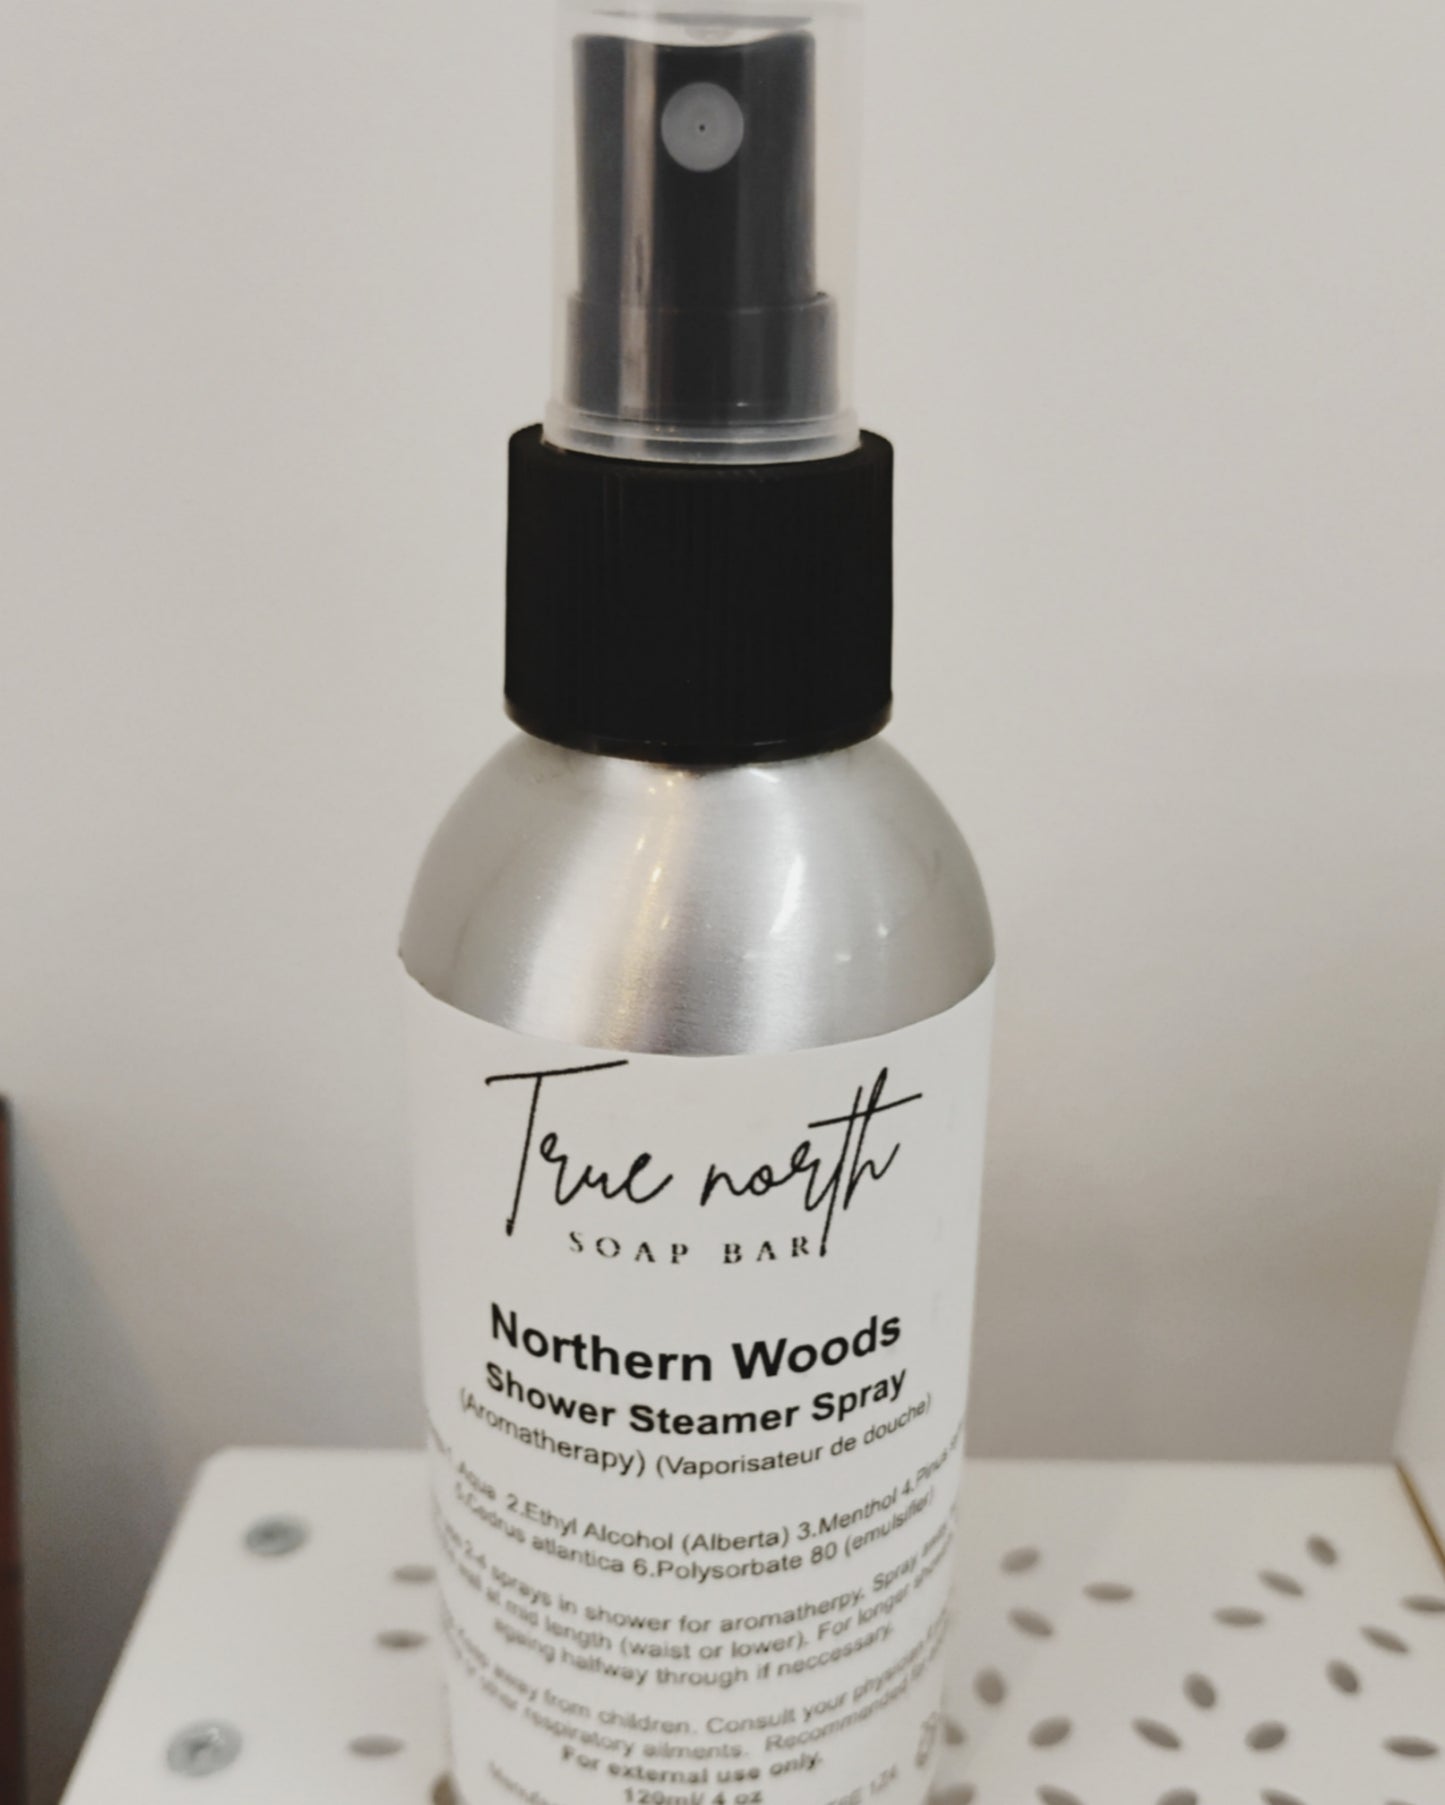 True north
SOAP BAR
Northern Woods
Shower Steamer Spray
(Aromatherapy) (Vaporisateur de douche)
1.Aqua 2.Ethyl Alcohol (Alberta) 3.Menthol 4.Pinus
5.Cedrus atlantica 6.Polysorbate 80 (emulsifier)
2-4 sprays in shower for aromatherpy. Spray
at mid length (waist or lower). For longer
ageing halfway through if neccessary.
away from children. Consult your physician
respiratory ailments. Recommended for
For external use only.
120ml/ 4 oz